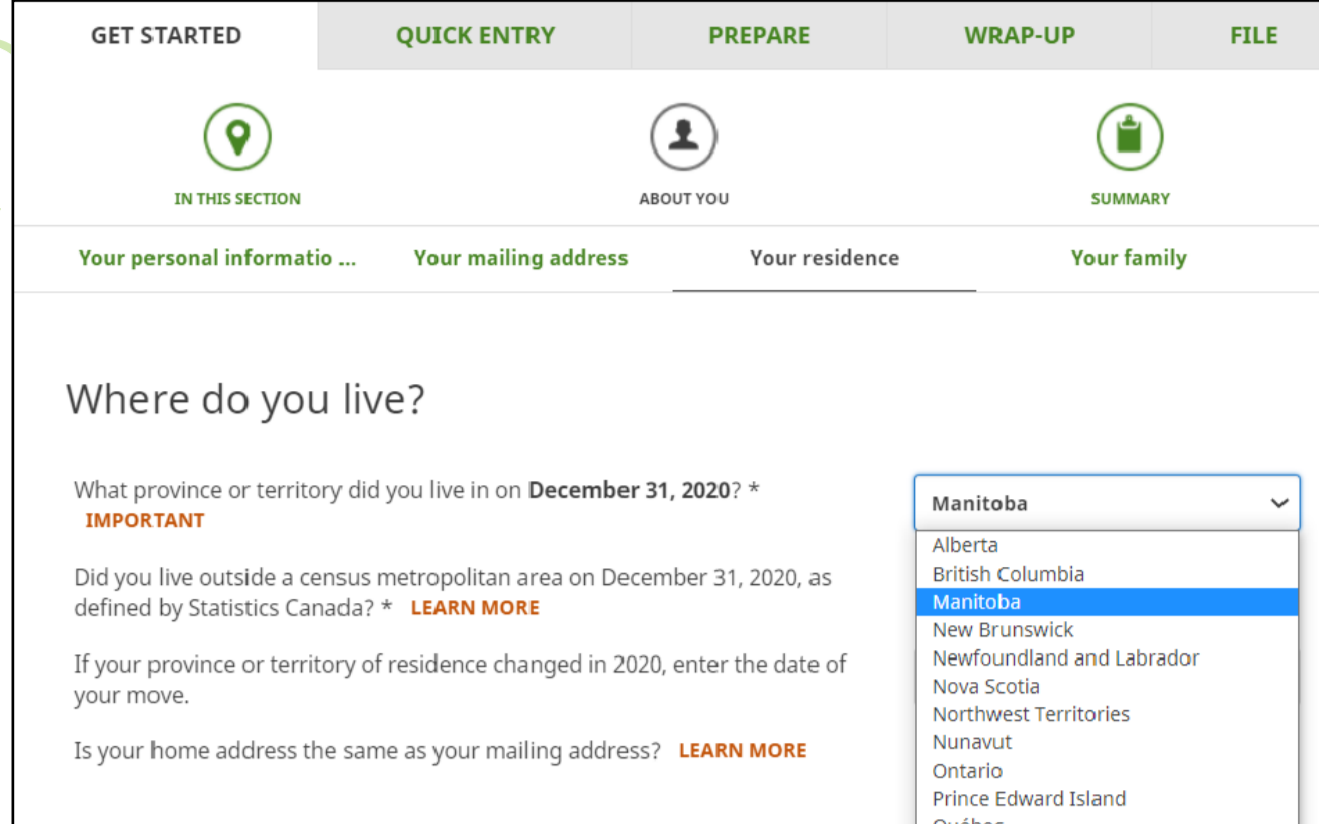 GET STARTED QUICK ENTRY PREPARE WRAP-UP FILE
IN THIS SECTION ABOUT YOU SUMMARY
Your personal informatio ... Your mailing address Your residence Your family
Where do you live?
What province or territory did you live in on December 31, 2020? *
IMPORTANT
Did you live outside a census metropolitan area on December 31, 2020, as
defined by Statistics Canada? * LEARN MORE
If your province or territory of residence changed in 2020, enter the date of
your move.
Is your home address the same as your mailing address? LEARN MORE
Manitoba
Alberta
British Columbia
Manitoba
New Brunswick
Newfoundland and Labrador
Nova Scotia
Northwest Territories
Nunavut
Ontario
Prince Edward Island